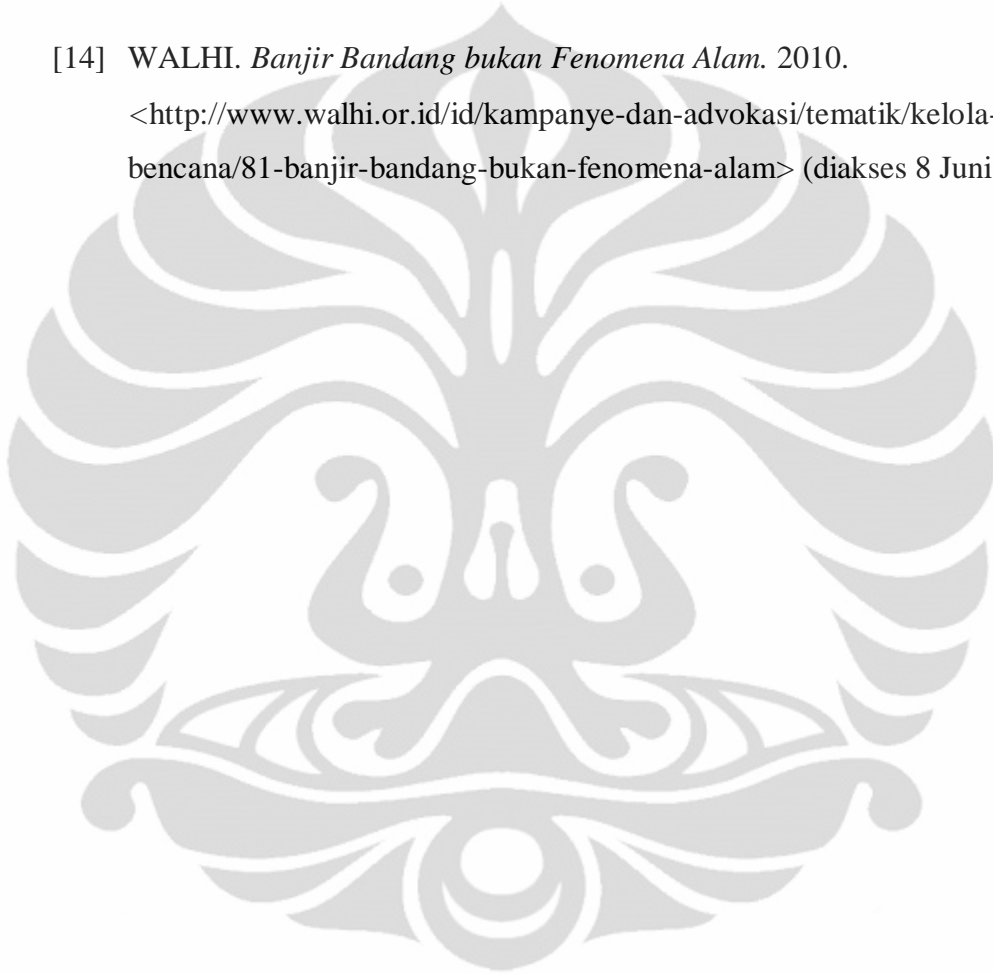 [14] WALHI. Banjir Bandang bukan Fenomena Alam. 2010.
<http://www.walhi.or.id/id/kampanye-dan-advokasi/tematik/kelola-
bencana/81-banjir-bandang-bukan-fenomena-alam> (diakses 8 Juni